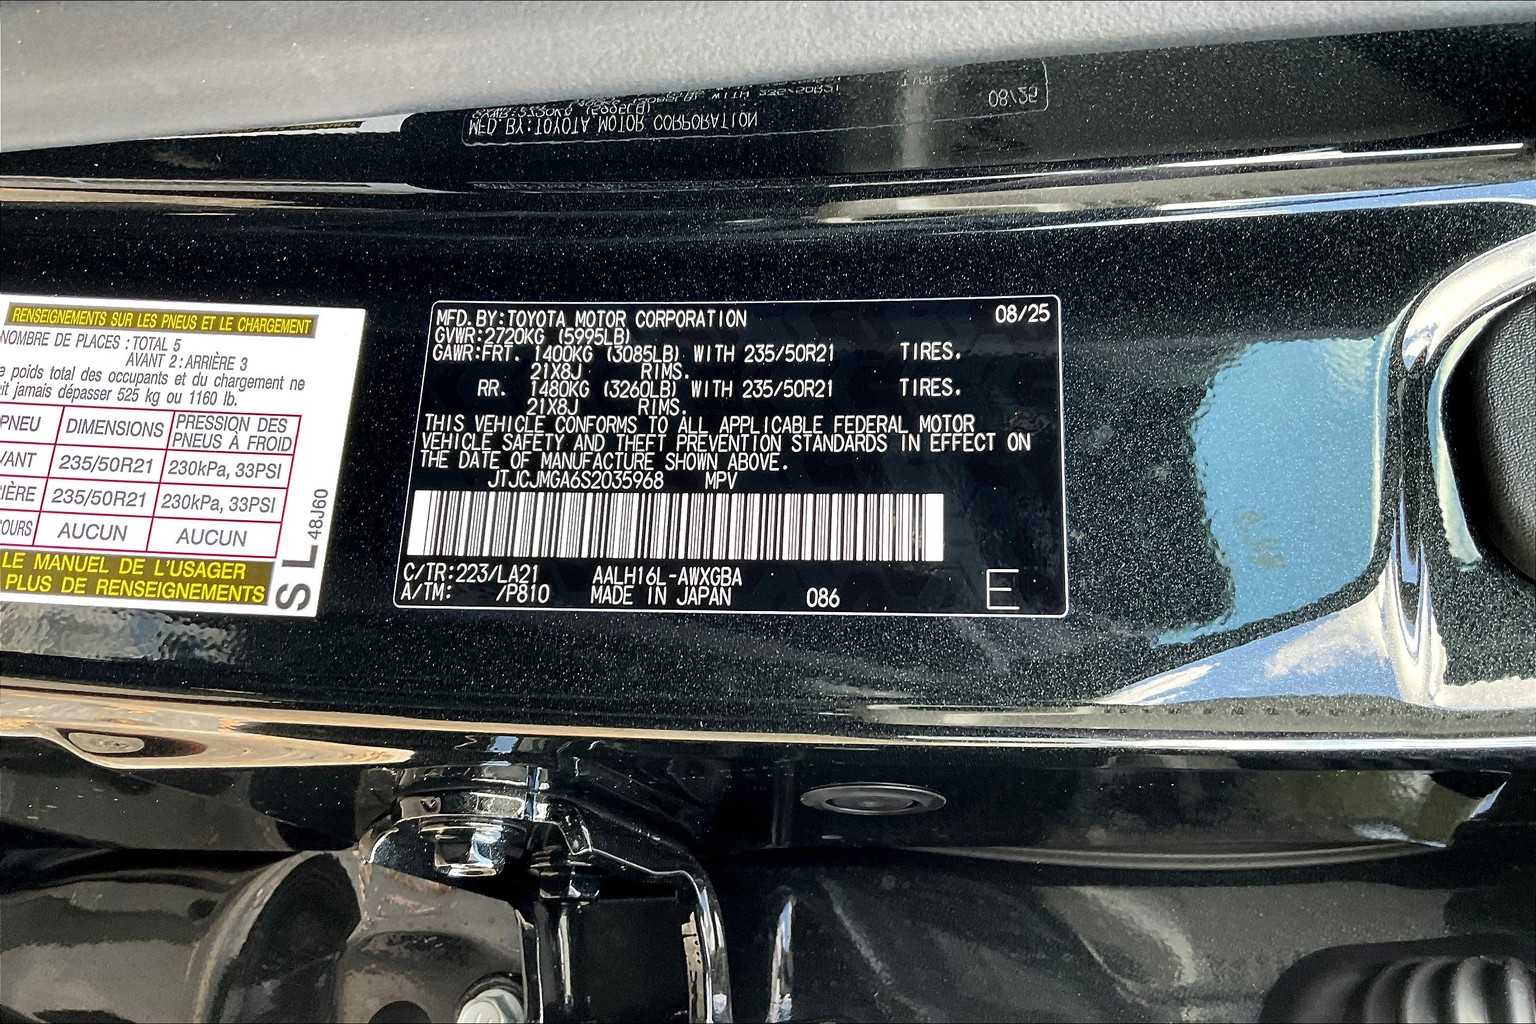 MFD.BY:TOYOTA MOTOR CORPORATION
08/25
RENSEIGNEMENTS SUR LES PNEUS ET LE CHARGEMENT
NOMBRE DE PLACES : TOTAL 5
AVANT 2 : ARRIÈRE 3
poids total des occupants et du chargement ne
jamais dépasser 525 kg ou 1160 lb.
PNEU DIMENSIONS PRESSION DES PNEUS À FROID
235/50R21 230kPa, 33PSI
235/50R21 230kPa, 33PSI
AUCUN AUCUN
LE MANUEL DE L'USAGER
PLUS DE RENSEIGNEMENTS
SL 48J60
MFD.BY:TOYOTA MOTOR CORPORATION 08/25
GVWR:2720KG (5995LB)
GAWR:FRT. 1400KG (3085LB) WITH 235/50R21 TIRES.
21X8J RIMS.
RR. 1480KG (3260LB) WITH 235/50R21 TIRES.
21X8J RIMS.
THIS VEHICLE CONFORMS TO ALL APPLICABLE FEDERAL MOTOR
VEHICLE SAFETY AND THEFT PREVENTION STANDARDS IN EFFECT ON
THE DATE OF MANUFACTURE SHOWN ABOVE.
JTJCJMGA6S2035968 MPV
C/TR:223/LA21 AALH16L-AWXGBA
A/TM: /P810 MADE IN JAPAN 086 E